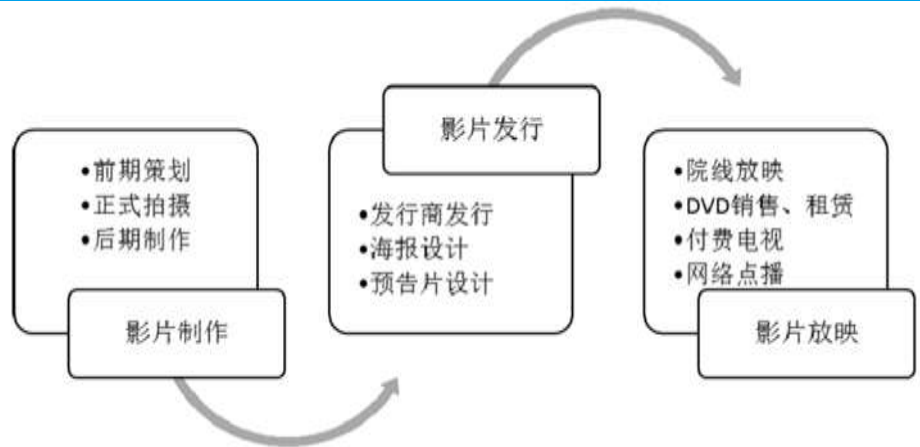 •前期策划
•正式拍摄
•后期制作
影片制作
影片发行
•发行商发行
•海报设计
•预告片设计
•院线放映
•DVD销售、租赁
•付费电视
•网络点播
影片放映